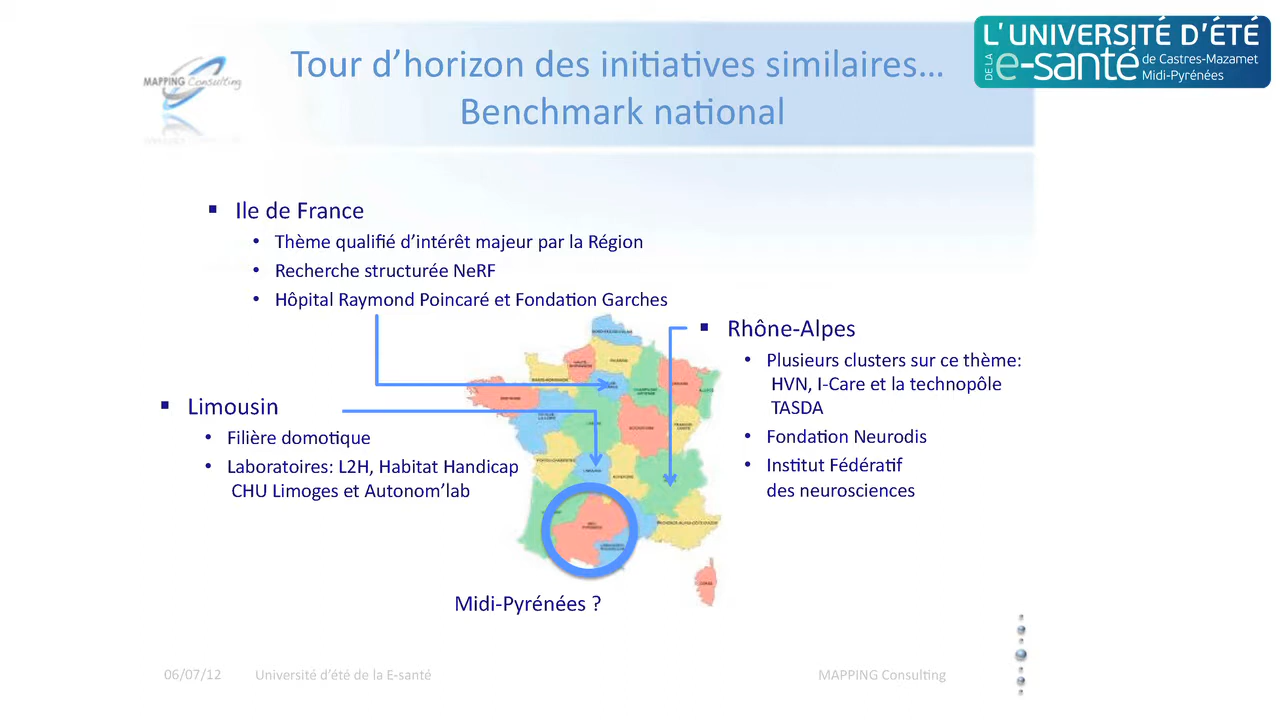 L'UNIVERSITÉ D'ÉTÉ
DE LA e-santé de Castres-Mazamet
Midi-Pyrénées
MAPPING Consulting
Tour d'horizon des initiatives similaires…
Benchmark national
▪ Ile de France
• Thème qualifié d'intérêt majeur par la Région
• Recherche structurée NeRF
• Hôpital Raymond Poincaré et Fondation Garches
▪ Rhône-Alpes
• Plusieurs clusters sur ce thème:
HVN, I-Care et la technopôle
TASDA
• Fondation Neurodis
• Institut Fédératif
des neurosciences
▪ Limousin
• Filière domotique
• Laboratoires: L2H, Habitat Handicap
CHU Limoges et Autonom'lab
Midi-Pyrénées ?
06/07/12 Université d'été de la E-santé MAPPING Consulting